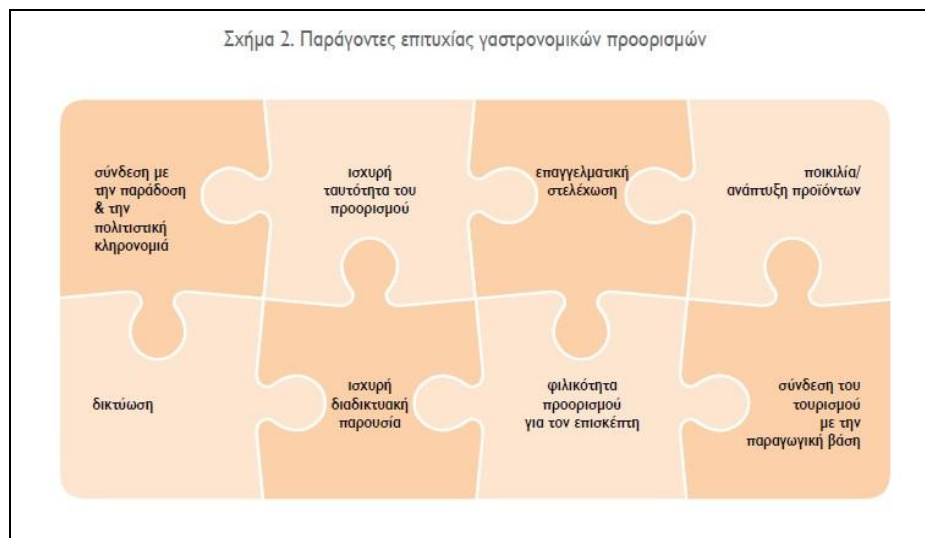 Σχήμα 2. Παράγοντες επιτυχίας γαστρονομικών προορισμών
σύνδεση με
την παράδοση
& την
πολιτιστική
κληρονομιά
ισχυρή
ταυτότητα του
προορισμού
επαγγελματική
στελέχωση
ποικιλία/
ανάπτυξη προϊόντων
δικτύωση
ισχυρή
διαδικτυακή
παρουσία
φιλικότητα
προορισμού
για τον επισκέπτη
σύνδεση του
τουρισμού
με την
παραγωγική βάση